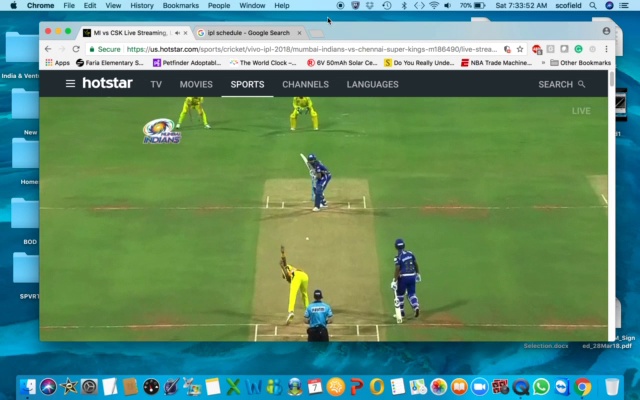 Chrome File Edit View History Bookmarks People Window Help 70% Sat 7:33:52 AM scofield
MI vs CSK Live Streaming, ipl schedule - Google Search
Secure https://us.hotstar.com/sports/cricket/vivo-ipl-2018/mumbai-indians-vs-chennai-super-kings-m186490/live-strea...
Apps Faria Elementary S... Petfinder Adoptabl... The World Clock — ... 6V 50mAh Solar Ce... Do You Really Unde... NBA Trade Machine... » Other Bookmarks
hotstar TV MOVIES SPORTS CHANNELS LANGUAGES SEARCH
LIVE
MUMBAI
INDIANS
India & Vent
New
Home
BOD
SPVRT
Selection.docx
ed_28Mar18.pdf
7